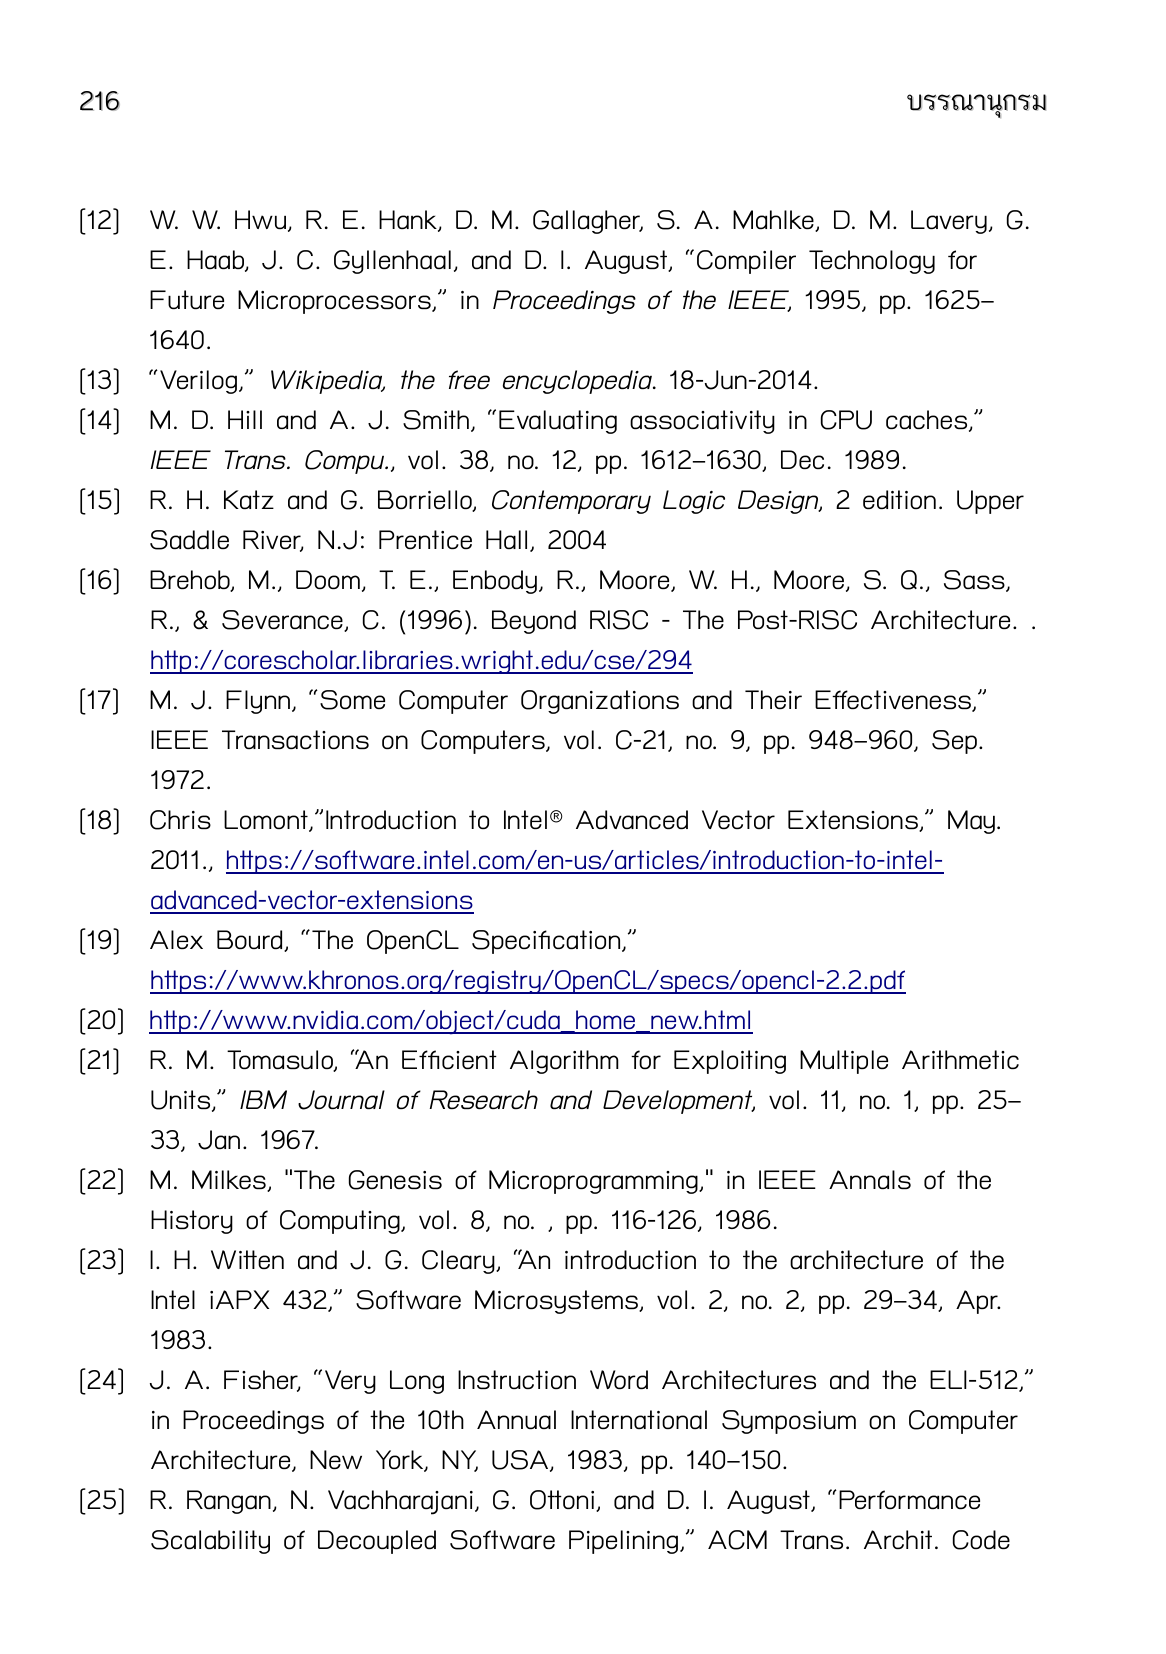 216 บรรณานุกรม
[12] W. W. Hwu, R. E. Hank, D. M. Gallagher, S. A. Mahlke, D. M. Lavery, G.
E. Haab, J. C. Gyllenhaal, and D. I. August, “Compiler Technology for
Future Microprocessors,” in Proceedings of the IEEE, 1995, pp. 1625–
1640.
[13] “Verilog,” Wikipedia, the free encyclopedia. 18-Jun-2014.
[14] M. D. Hill and A. J. Smith, “Evaluating associativity in CPU caches,”
IEEE Trans. Compu., vol. 38, no. 12, pp. 1612–1630, Dec. 1989.
[15] R. H. Katz and G. Borriello, Contemporary Logic Design, 2 edition. Upper
Saddle River, N.J: Prentice Hall, 2004
[16] Brehob, M., Doom, T. E., Enbody, R., Moore, W. H., Moore, S. Q., Sass,
R., & Severance, C. (1996). Beyond RISC - The Post-RISC Architecture. .
http://corescholar.libraries.wright.edu/cse/294
[17] M. J. Flynn, “Some Computer Organizations and Their Effectiveness,”
IEEE Transactions on Computers, vol. C-21, no. 9, pp. 948–960, Sep.
1972.
[18] Chris Lomont,”Introduction to Intel® Advanced Vector Extensions,” May.
2011., https://software.intel.com/en-us/articles/introduction-to-intel-
advanced-vector-extensions
[19] Alex Bourd, “The OpenCL Specification,”
https://www.khronos.org/registry/OpenCL/specs/opencl-2.2.pdf
[20] http://www.nvidia.com/object/cuda_home_new.html
[21] R. M. Tomasulo, “An Efficient Algorithm for Exploiting Multiple Arithmetic
Units,” IBM Journal of Research and Development, vol. 11, no. 1, pp. 25–
33, Jan. 1967.
[22] M. Milkes, "The Genesis of Microprogramming," in IEEE Annals of the
History of Computing, vol. 8, no. , pp. 116-126, 1986.
[23] I. H. Witten and J. G. Cleary, “An introduction to the architecture of the
Intel iAPX 432,” Software Microsystems, vol. 2, no. 2, pp. 29–34, Apr.
1983.
[24] J. A. Fisher, “Very Long Instruction Word Architectures and the ELI-512,”
in Proceedings of the 10th Annual International Symposium on Computer
Architecture, New York, NY, USA, 1983, pp. 140–150.
[25] R. Rangan, N. Vachharajani, G. Ottoni, and D. I. August, “Performance
Scalability of Decoupled Software Pipelining,” ACM Trans. Archit. Code